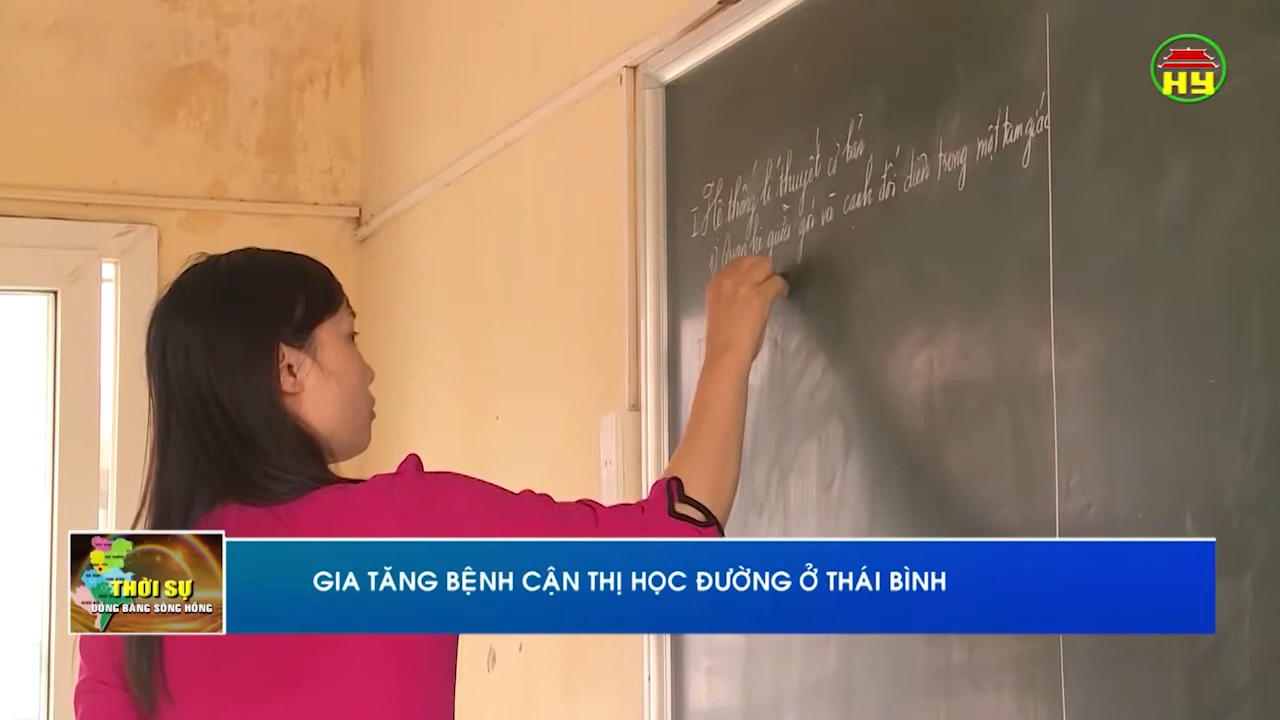 HY
I. Hệ thống lí thuyết cơ bản
1) Quan hệ giữa góc và cạnh đối diện trong một tam giác
THỜI SỰ
ĐỒNG BẰNG SÔNG HỒNG
GIA TĂNG BỆNH CẬN THỊ HỌC ĐƯỜNG Ở THÁI BÌNH